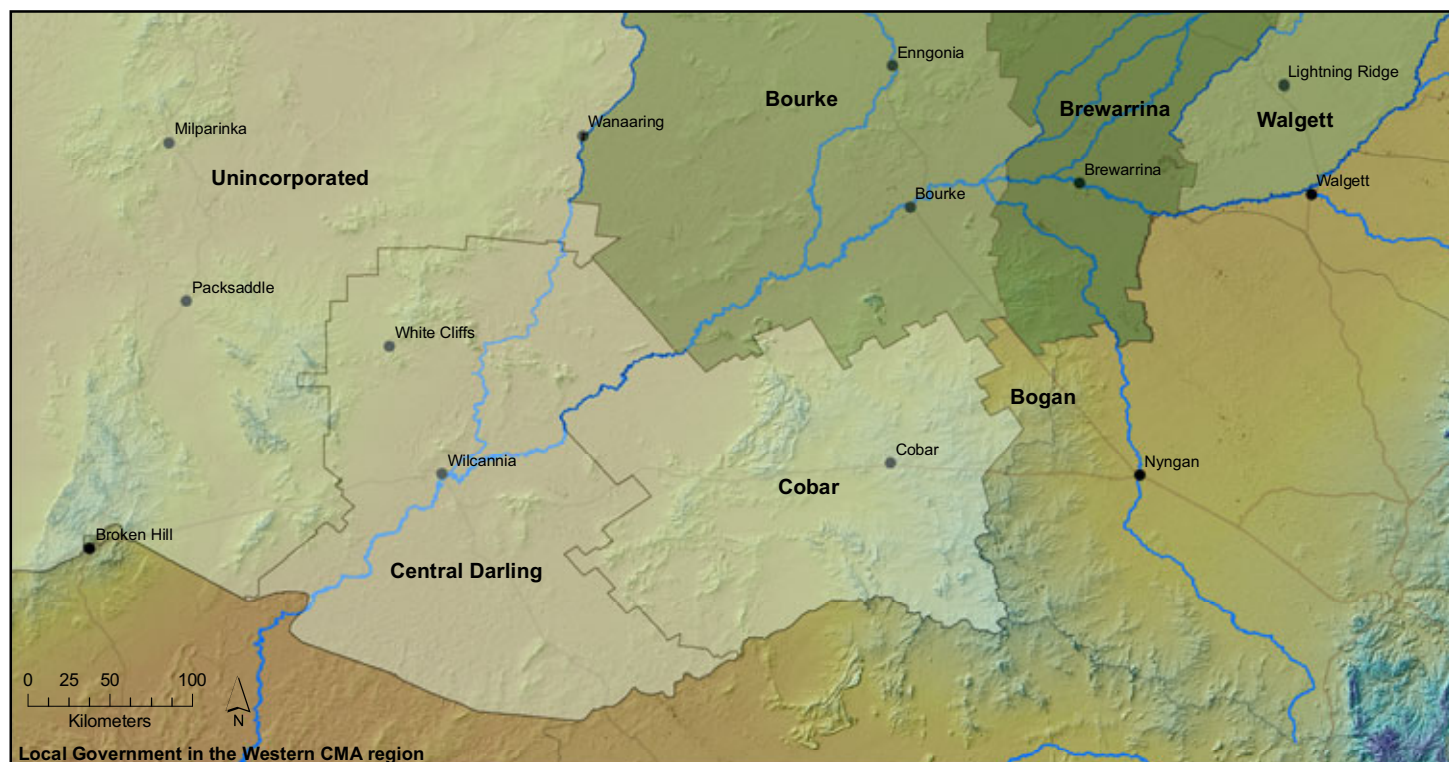 Enngonia
Lightning Ridge
Bourke
Brewarrina
Walgett
Milparinka
Wanaaring
Unincorporated
Brewarrina
Walgett
Bourke
Packsaddle
White Cliffs
Bogan
Wilcannia
Cobar
Cobar
Nyngan
Broken Hill
Central Darling
0 25 50 100
Kilometers
N
Local Government in the Western CMA region